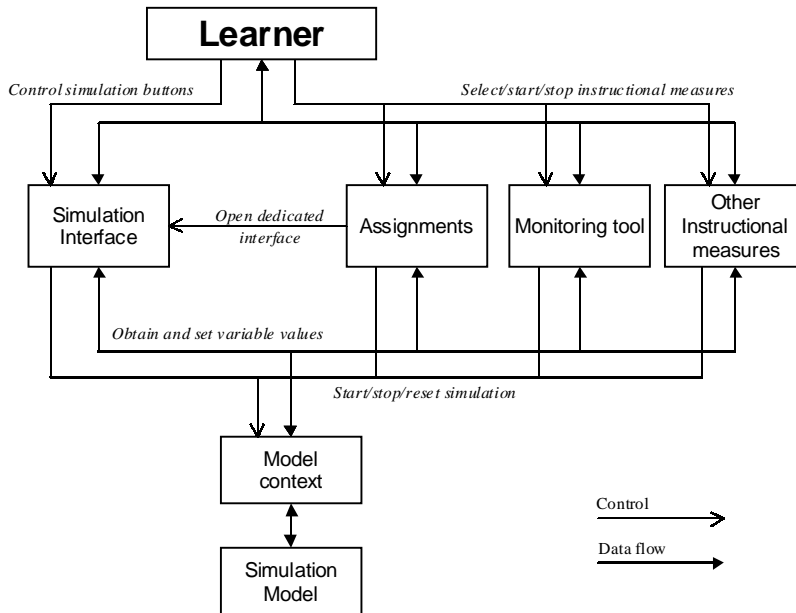 Learner
Control simulation buttons
Select/start/stop instructional measures
Simulation
Interface
Open dedicated
interface
Assignments
Monitoring tool
Other
Instructional
measures
Obtain and set variable values
Start/stop/reset simulation
Model
context
Control
Data flow
Simulation
Model